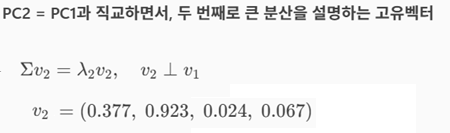 PC2 = PC1과 직교하면서, 두 번째로 큰 분산을 설명하는 고유벡터
Σv₂ = λ₂v₂, v₂ ⊥ v₁
v₂ = (0.377, 0.923, 0.024, 0.067)